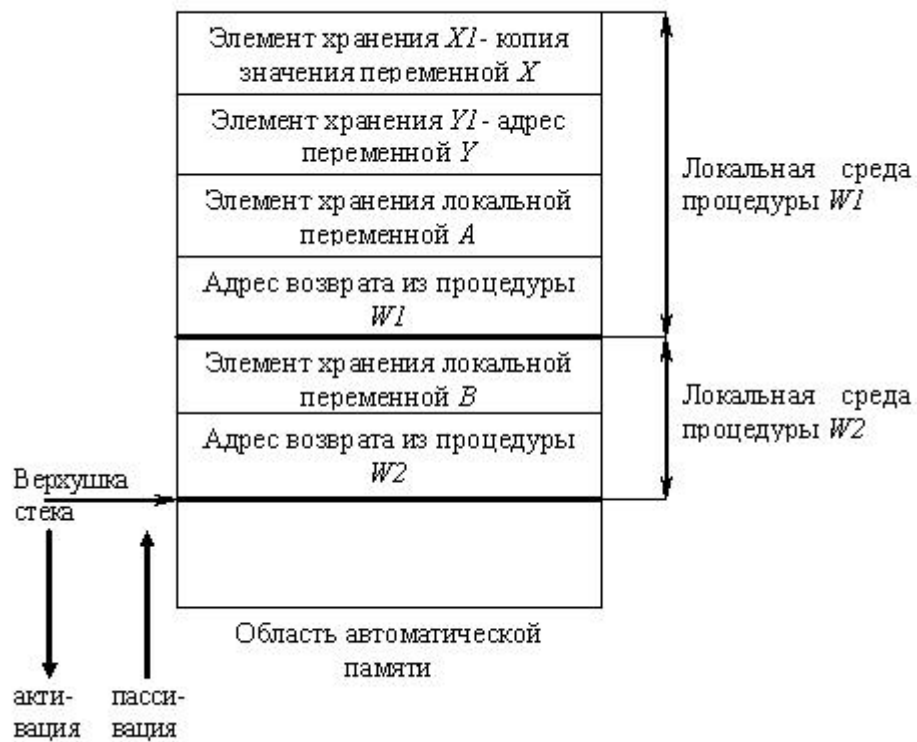 Элемент хранения X1- копия
значения переменной X
Элемент хранения Y1- адрес
переменной Y
Элемент хранения локальной
переменной A
Адрес возврата из процедуры
W1
Локальная среда
процедуры W1
Элемент хранения локальной
переменной B
Адрес возврата из процедуры
W2
Локальная среда
процедуры W2
Верхушка
стека
Область автоматической
памяти
акти-
вация
пасси-
вация